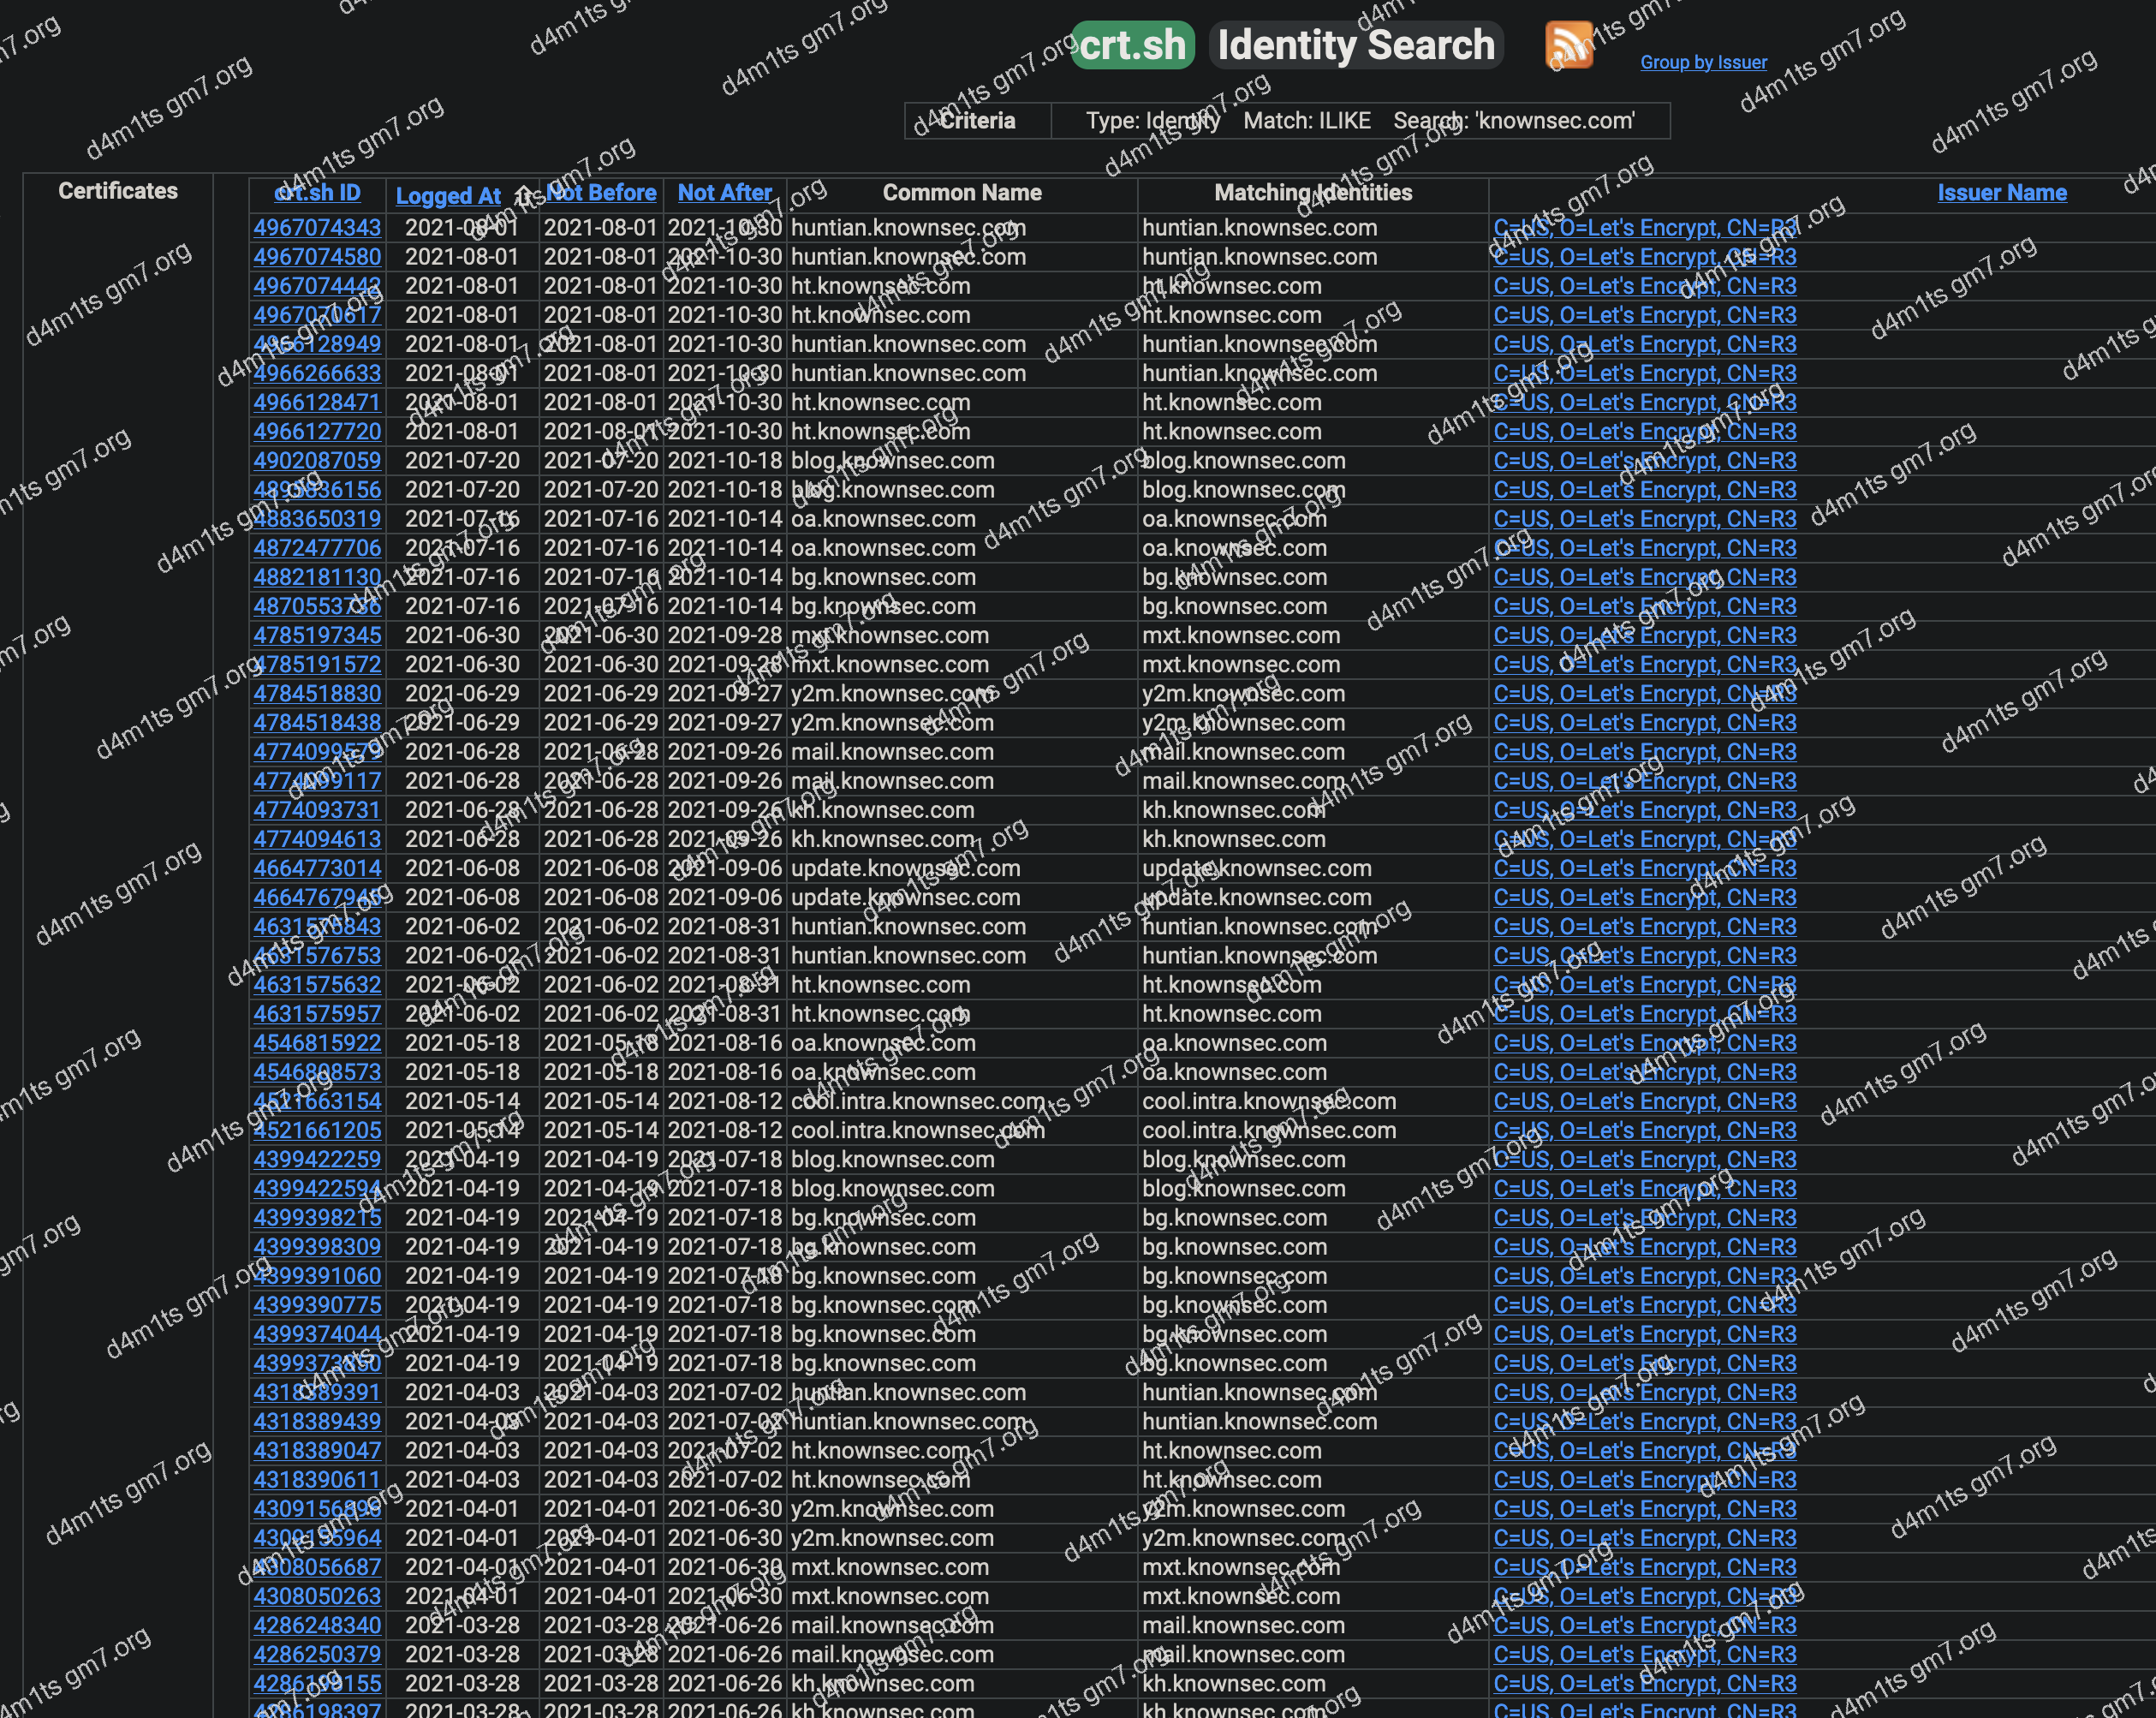 crt.sh Identity Search Group by Issuer
Criteria Type: Identity Match: ILIKE Search: 'knownsec.com'
Certificates crt.sh ID Logged At ⇧ Not Before Not After Common Name Matching Identities Issuer Name
4967074343 2021-08-01 2021-08-01 2021-10-30 huntian.knownsec.com huntian.knownsec.com C=US, O=Let's Encrypt, CN=R3
4967074580 2021-08-01 2021-08-01 2021-10-30 huntian.knownsec.com huntian.knownsec.com C=US, O=Let's Encrypt, CN=R3
4967074443 2021-08-01 2021-08-01 2021-10-30 ht.knownsec.com ht.knownsec.com C=US, O=Let's Encrypt, CN=R3
4967070617 2021-08-01 2021-08-01 2021-10-30 ht.knownsec.com ht.knownsec.com C=US, O=Let's Encrypt, CN=R3
4966128949 2021-08-01 2021-08-01 2021-10-30 huntian.knownsec.com huntian.knownsec.com C=US, O=Let's Encrypt, CN=R3
4966266633 2021-08-01 2021-08-01 2021-10-30 huntian.knownsec.com huntian.knownsec.com C=US, O=Let's Encrypt, CN=R3
4966128471 2021-08-01 2021-08-01 2021-10-30 ht.knownsec.com ht.knownsec.com C=US, O=Let's Encrypt, CN=R3
4966127720 2021-08-01 2021-08-01 2021-10-30 ht.knownsec.com ht.knownsec.com C=US, O=Let's Encrypt, CN=R3
4902087059 2021-07-20 2021-07-20 2021-10-18 blog.knownsec.com blog.knownsec.com C=US, O=Let's Encrypt, CN=R3
2021-07-20 2021-07-20 2021-10-18 blog.knownsec.com blog.knownsec.com C=US, O=Let's Encrypt, CN=R3
4883650319 2021-07-16 2021-07-16 2021-10-14 oa.knownsec.com oa.knownsec.com C=US, O=Let's Encrypt, CN=R3
4872477706 2021-07-16 2021-07-16 2021-10-14 oa.knownsec.com oa.knownsec.com C=US, O=Let's Encrypt, CN=R3
4882181130 2021-07-16 2021-07-16 2021-10-14 bg.knownsec.com bg.knownsec.com C=US, O=Let's Encrypt, CN=R3
2021-07-16 2021-07-16 2021-10-14 bg.knownsec.com bg.knownsec.com C=US, O=Let's Encrypt, CN=R3
4785197345 2021-06-30 2021-06-30 2021-09-28 mxt.knownsec.com mxt.knownsec.com C=US, O=Let's Encrypt, CN=R3
4785191572 2021-06-30 2021-06-30 2021-09-28 mxt.knownsec.com mxt.knownsec.com C=US, O=Let's Encrypt, CN=R3
4784518830 2021-06-29 2021-06-29 2021-09-27 y2m.knownsec.com y2m.knownsec.com C=US, O=Let's Encrypt, CN=R3
4784518438 2021-06-29 2021-06-29 2021-09-27 y2m.knownsec.com y2m.knownsec.com C=US, O=Let's Encrypt, CN=R3
4774099579 2021-06-28 2021-06-28 2021-09-26 mail.knownsec.com mail.knownsec.com C=US, O=Let's Encrypt, CN=R3
4774099117 2021-06-28 2021-06-28 2021-09-26 mail.knownsec.com mail.knownsec.com C=US, O=Let's Encrypt, CN=R3
4774093731 2021-06-28 2021-06-28 2021-09-26 kh.knownsec.com kh.knownsec.com C=US, O=Let's Encrypt, CN=R3
4774094613 2021-06-28 2021-06-28 2021-09-26 kh.knownsec.com kh.knownsec.com C=US, O=Let's Encrypt, CN=R3
4664773014 2021-06-08 2021-06-08 2021-09-06 update.knownsec.com update.knownsec.com C=US, O=Let's Encrypt, CN=R3
2021-06-08 2021-06-08 2021-09-06 update.knownsec.com update.knownsec.com C=US, O=Let's Encrypt, CN=R3
2021-06-02 2021-06-02 2021-08-31 huntian.knownsec.com huntian.knownsec.com C=US, O=Let's Encrypt, CN=R3
4631576753 2021-06-02 2021-06-02 2021-08-31 huntian.knownsec.com huntian.knownsec.com C=US, O=Let's Encrypt, CN=R3
4631575632 2021-06-02 2021-06-02 2021-08-31 ht.knownsec.com ht.knownsec.com C=US, O=Let's Encrypt, CN=R3
4631575957 2021-06-02 2021-06-02 2021-08-31 ht.knownsec.com ht.knownsec.com C=US, O=Let's Encrypt, CN=R3
4546815922 2021-05-18 2021-05-18 2021-08-16 oa.knownsec.com oa.knownsec.com C=US, O=Let's Encrypt, CN=R3
4546808573 2021-05-18 2021-05-18 2021-08-16 oa.knownsec.com oa.knownsec.com C=US, O=Let's Encrypt, CN=R3
4521663154 2021-05-14 2021-05-14 2021-08-12 cool.intra.knownsec.com cool.intra.knownsec.com C=US, O=Let's Encrypt, CN=R3
4521661205 2021-05-14 2021-05-14 2021-08-12 cool.intra.knownsec.com cool.intra.knownsec.com C=US, O=Let's Encrypt, CN=R3
4399422259 2021-04-19 2021-04-19 2021-07-18 blog.knownsec.com blog.knownsec.com C=US, O=Let's Encrypt, CN=R3
4399422594 2021-04-19 2021-04-19 2021-07-18 blog.knownsec.com blog.knownsec.com C=US, O=Let's Encrypt, CN=R3
4399398215 2021-04-19 2021-04-19 2021-07-18 bg.knownsec.com bg.knownsec.com C=US, O=Let's Encrypt, CN=R3
4399398309 2021-04-19 2021-04-19 2021-07-18 bg.knownsec.com bg.knownsec.com C=US, O=Let's Encrypt, CN=R3
4399391060 2021-04-19 2021-04-19 2021-07-18 bg.knownsec.com bg.knownsec.com C=US, O=Let's Encrypt, CN=R3
4399390775 2021-04-19 2021-04-19 2021-07-18 bg.knownsec.com bg.knownsec.com C=US, O=Let's Encrypt, CN=R3
4399374044 2021-04-19 2021-04-19 2021-07-18 bg.knownsec.com bg.knownsec.com C=US, O=Let's Encrypt, CN=R3
2021-04-19 2021-04-19 2021-07-18 bg.knownsec.com bg.knownsec.com C=US, O=Let's Encrypt, CN=R3
4318389391 2021-04-03 2021-04-03 2021-07-02 huntian.knownsec.com huntian.knownsec.com C=US, O=Let's Encrypt, CN=R3
4318389439 2021-04-03 2021-04-03 2021-07-02 huntian.knownsec.com huntian.knownsec.com C=US, O=Let's Encrypt, CN=R3
4318389047 2021-04-03 2021-04-03 2021-07-02 ht.knownsec.com ht.knownsec.com C=US, O=Let's Encrypt, CN=R3
4318390611 2021-04-03 2021-04-03 2021-07-02 ht.knownsec.com ht.knownsec.com C=US, O=Let's Encrypt, CN=R3
2021-04-01 2021-04-01 2021-06-30 y2m.knownsec.com y2m.knownsec.com C=US, O=Let's Encrypt, CN=R3
2021-04-01 2021-04-01 2021-06-30 y2m.knownsec.com y2m.knownsec.com C=US, O=Let's Encrypt, CN=R3
4308056687 2021-04-01 2021-04-01 2021-06-30 mxt.knownsec.com mxt.knownsec.com C=US, O=Let's Encrypt, CN=R3
4308050263 2021-04-01 2021-04-01 2021-06-30 mxt.knownsec.com mxt.knownsec.com C=US, O=Let's Encrypt, CN=R3
4286248340 2021-03-28 2021-03-28 2021-06-26 mail.knownsec.com mail.knownsec.com C=US, O=Let's Encrypt, CN=R3
4286250379 2021-03-28 2021-03-28 2021-06-26 mail.knownsec.com mail.knownsec.com C=US, O=Let's Encrypt, CN=R3
2021-03-28 2021-03-28 2021-06-26 kh.knownsec.com kh.knownsec.com C=US, O=Let's Encrypt, CN=R3
4286198397 2021-03-28 2021-03-28 2021-06-26 kh.knownsec.com kh.knownsec.com C=US, O=Let's Encrypt, CN=R3
d4m1ts gm7.org